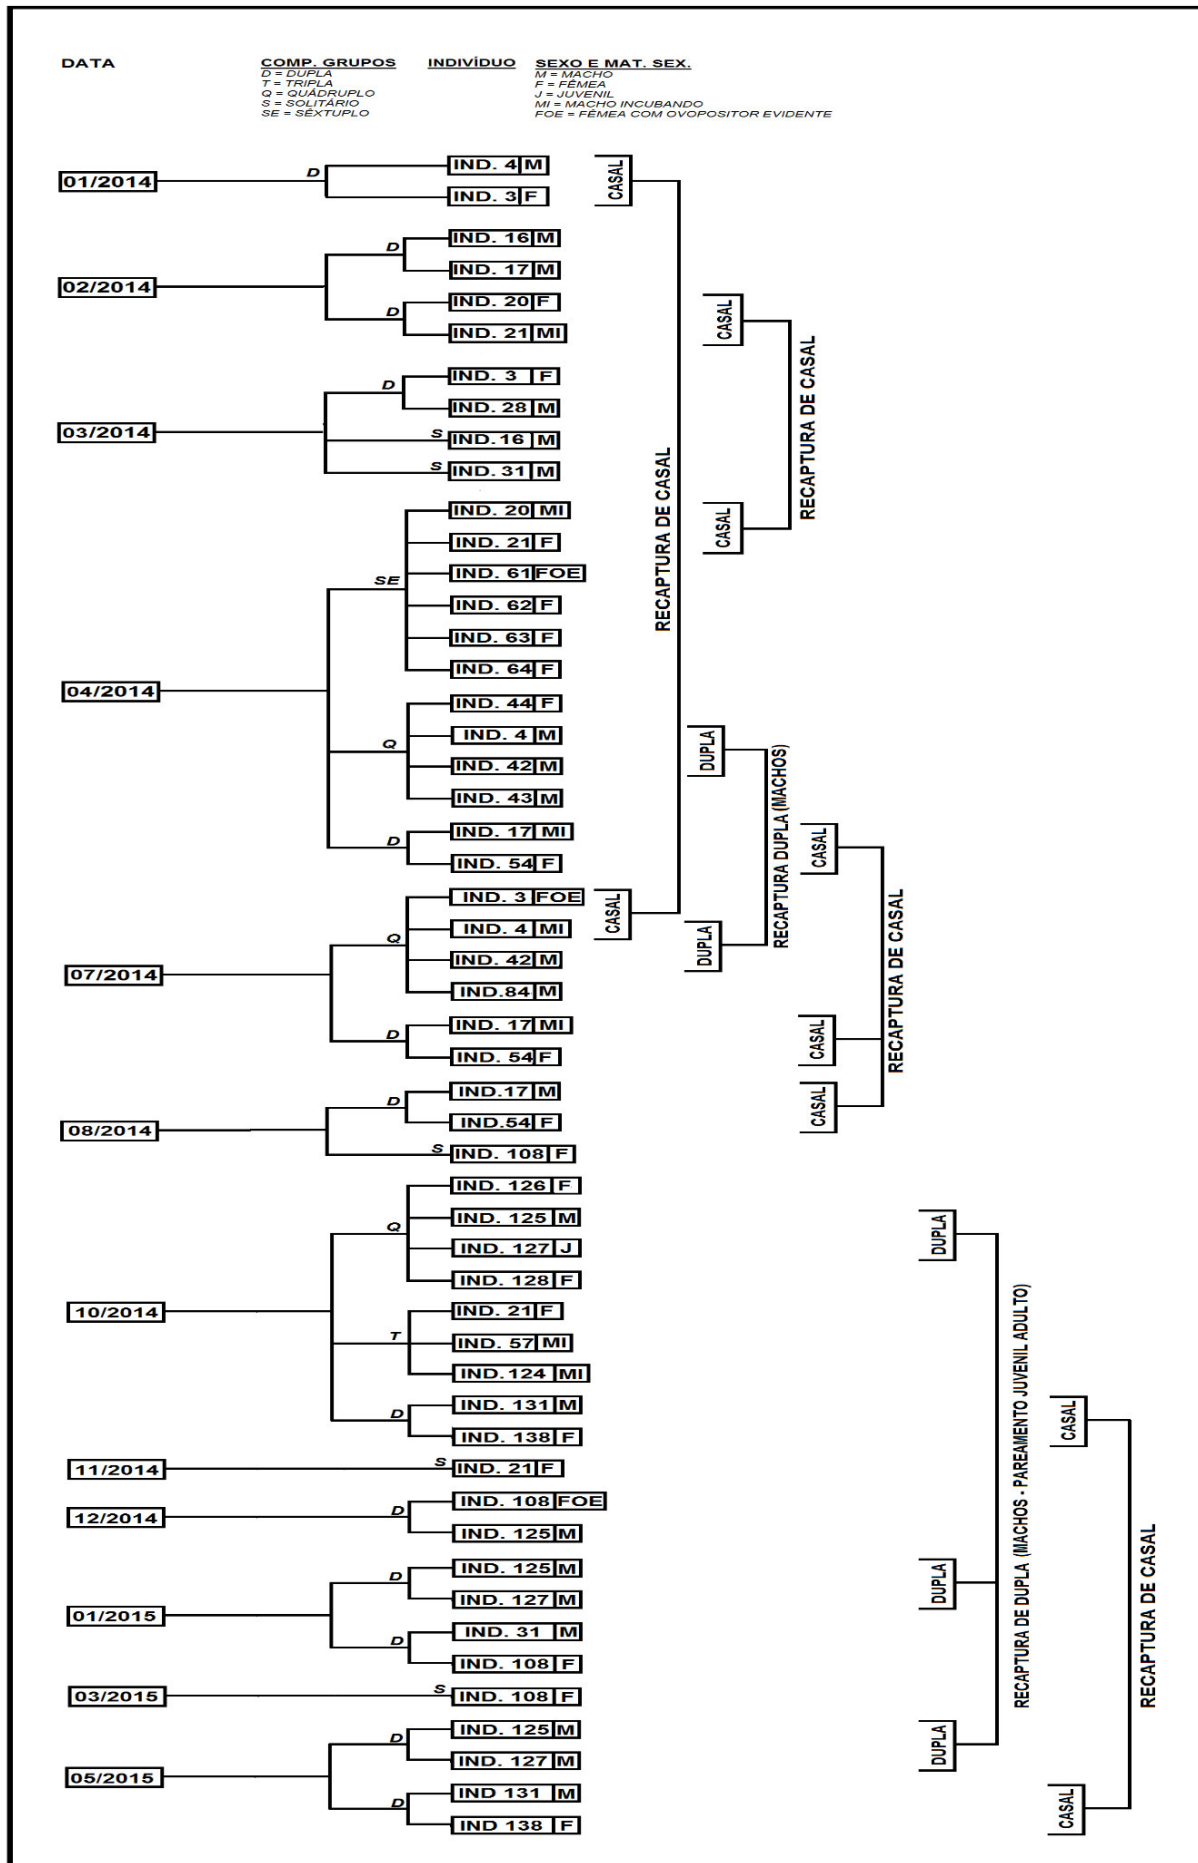 DATA
COMP. GRUPOS
D = DUPLA
T = TRIPLA
Q = QUÁDRUPLO
S = SOLITÁRIO
SE = SÊXTUPLO
INDIVÍDUO
SEXO E MAT. SEX.
M = MACHO
F = FÊMEA
J = JUVENIL
MI = MACHO INCUBANDO
FOE = FÊMEA COM OVOPOSITOR EVIDENTE
01/2014
D
IND. 4 M
IND. 3 F
02/2014
D
IND. 16 M
IND. 17 M
D
IND. 20 F
IND. 21 MI
03/2014
D
IND. 3 F
IND. 28 M
S
IND.16 M
S
IND. 31 M
04/2014
SE
IND. 20 MI
IND. 21 F
IND. 61 FOE
IND. 62 F
IND. 63 F
IND. 64 F
Q
IND. 44 F
IND. 4 M
IND. 42 M
IND. 43 M
D
IND. 17 MI
IND. 54 F
07/2014
Q
IND. 3 FOE
IND. 4 MI
IND. 42 M
IND.84 M
D
IND. 17 MI
IND. 54 F
08/2014
D
IND.17 M
IND.54 F
S
IND. 108 F
10/2014
Q
IND. 126 F
IND. 125 M
IND. 127 J
IND. 128 F
T
IND. 21 F
IND. 57 MI
IND. 124 MI
D
IND. 131 M
IND. 138 F
11/2014
S
IND. 21 F
12/2014
D
IND. 108 FOE
IND. 125 M
01/2015
D
IND. 125 M
IND. 127 M
D
IND. 31 M
IND. 108 F
03/2015
S
IND. 108 F
05/2015
D
IND. 125 M
IND. 127 M
D
IND 131 M
IND 138 F
CASAL
RECAPTURA DE CASAL
CASAL
CASAL
RECAPTURA DE CASAL
CASAL
DUPLA
RECAPTURA DUPLA (MACHOS)
DUPLA
CASAL
RECAPTURA DE CASAL
CASAL
CASAL
DUPLA
RECAPTURA DE DUPLA (MACHOS - PAREAMENTO JUVENIL ADULTO)
DUPLA
DUPLA
CASAL
RECAPTURA DE CASAL
CASAL